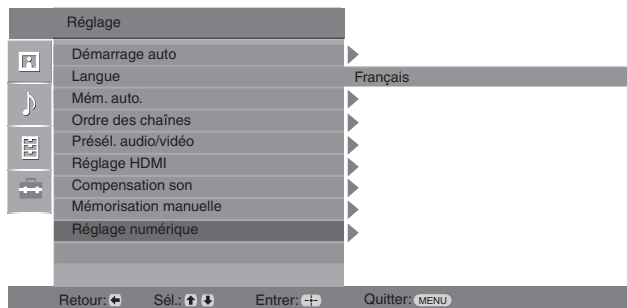 Réglage
Démarrage auto
Langue Français
Mém. auto.
Ordre des chaînes
Présél. audio/vidéo
Réglage HDMI
Compensation son
Mémorisation manuelle
Réglage numérique
Retour: Sél.: Entrer: Quitter: MENU